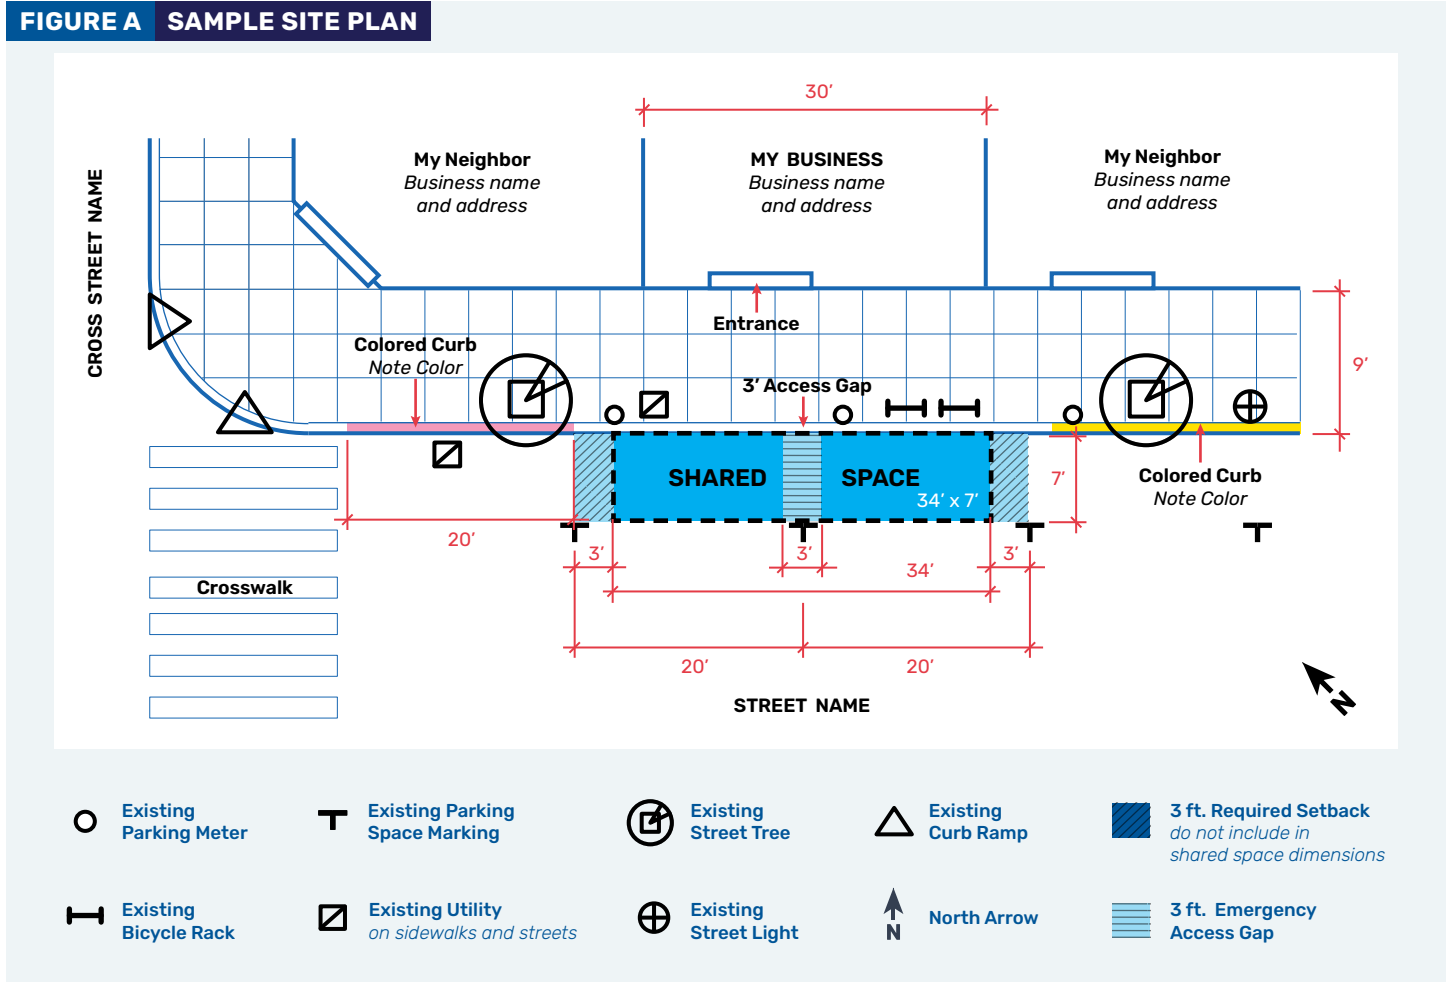 FIGURE A SAMPLE SITE PLAN
30′
My Neighbor
Business name
and address
MY BUSINESS
Business name
and address
My Neighbor
Business name
and address
CROSS STREET NAME
Entrance
Colored Curb
Note Color
3′ Access Gap
9′
SHARED SPACE
34′ x 7′
7′
Colored Curb
Note Color
20′
3′
3′
3′
34′
Crosswalk
20′
20′
STREET NAME
N
Existing
Parking Meter
Existing Parking
Space Marking
Existing
Street Tree
Existing
Curb Ramp
3 ft. Required Setback
do not include in
shared space dimensions
Existing
Bicycle Rack
Existing Utility
on sidewalks and streets
Existing
Street Light
N
North Arrow
3 ft. Emergency
Access Gap